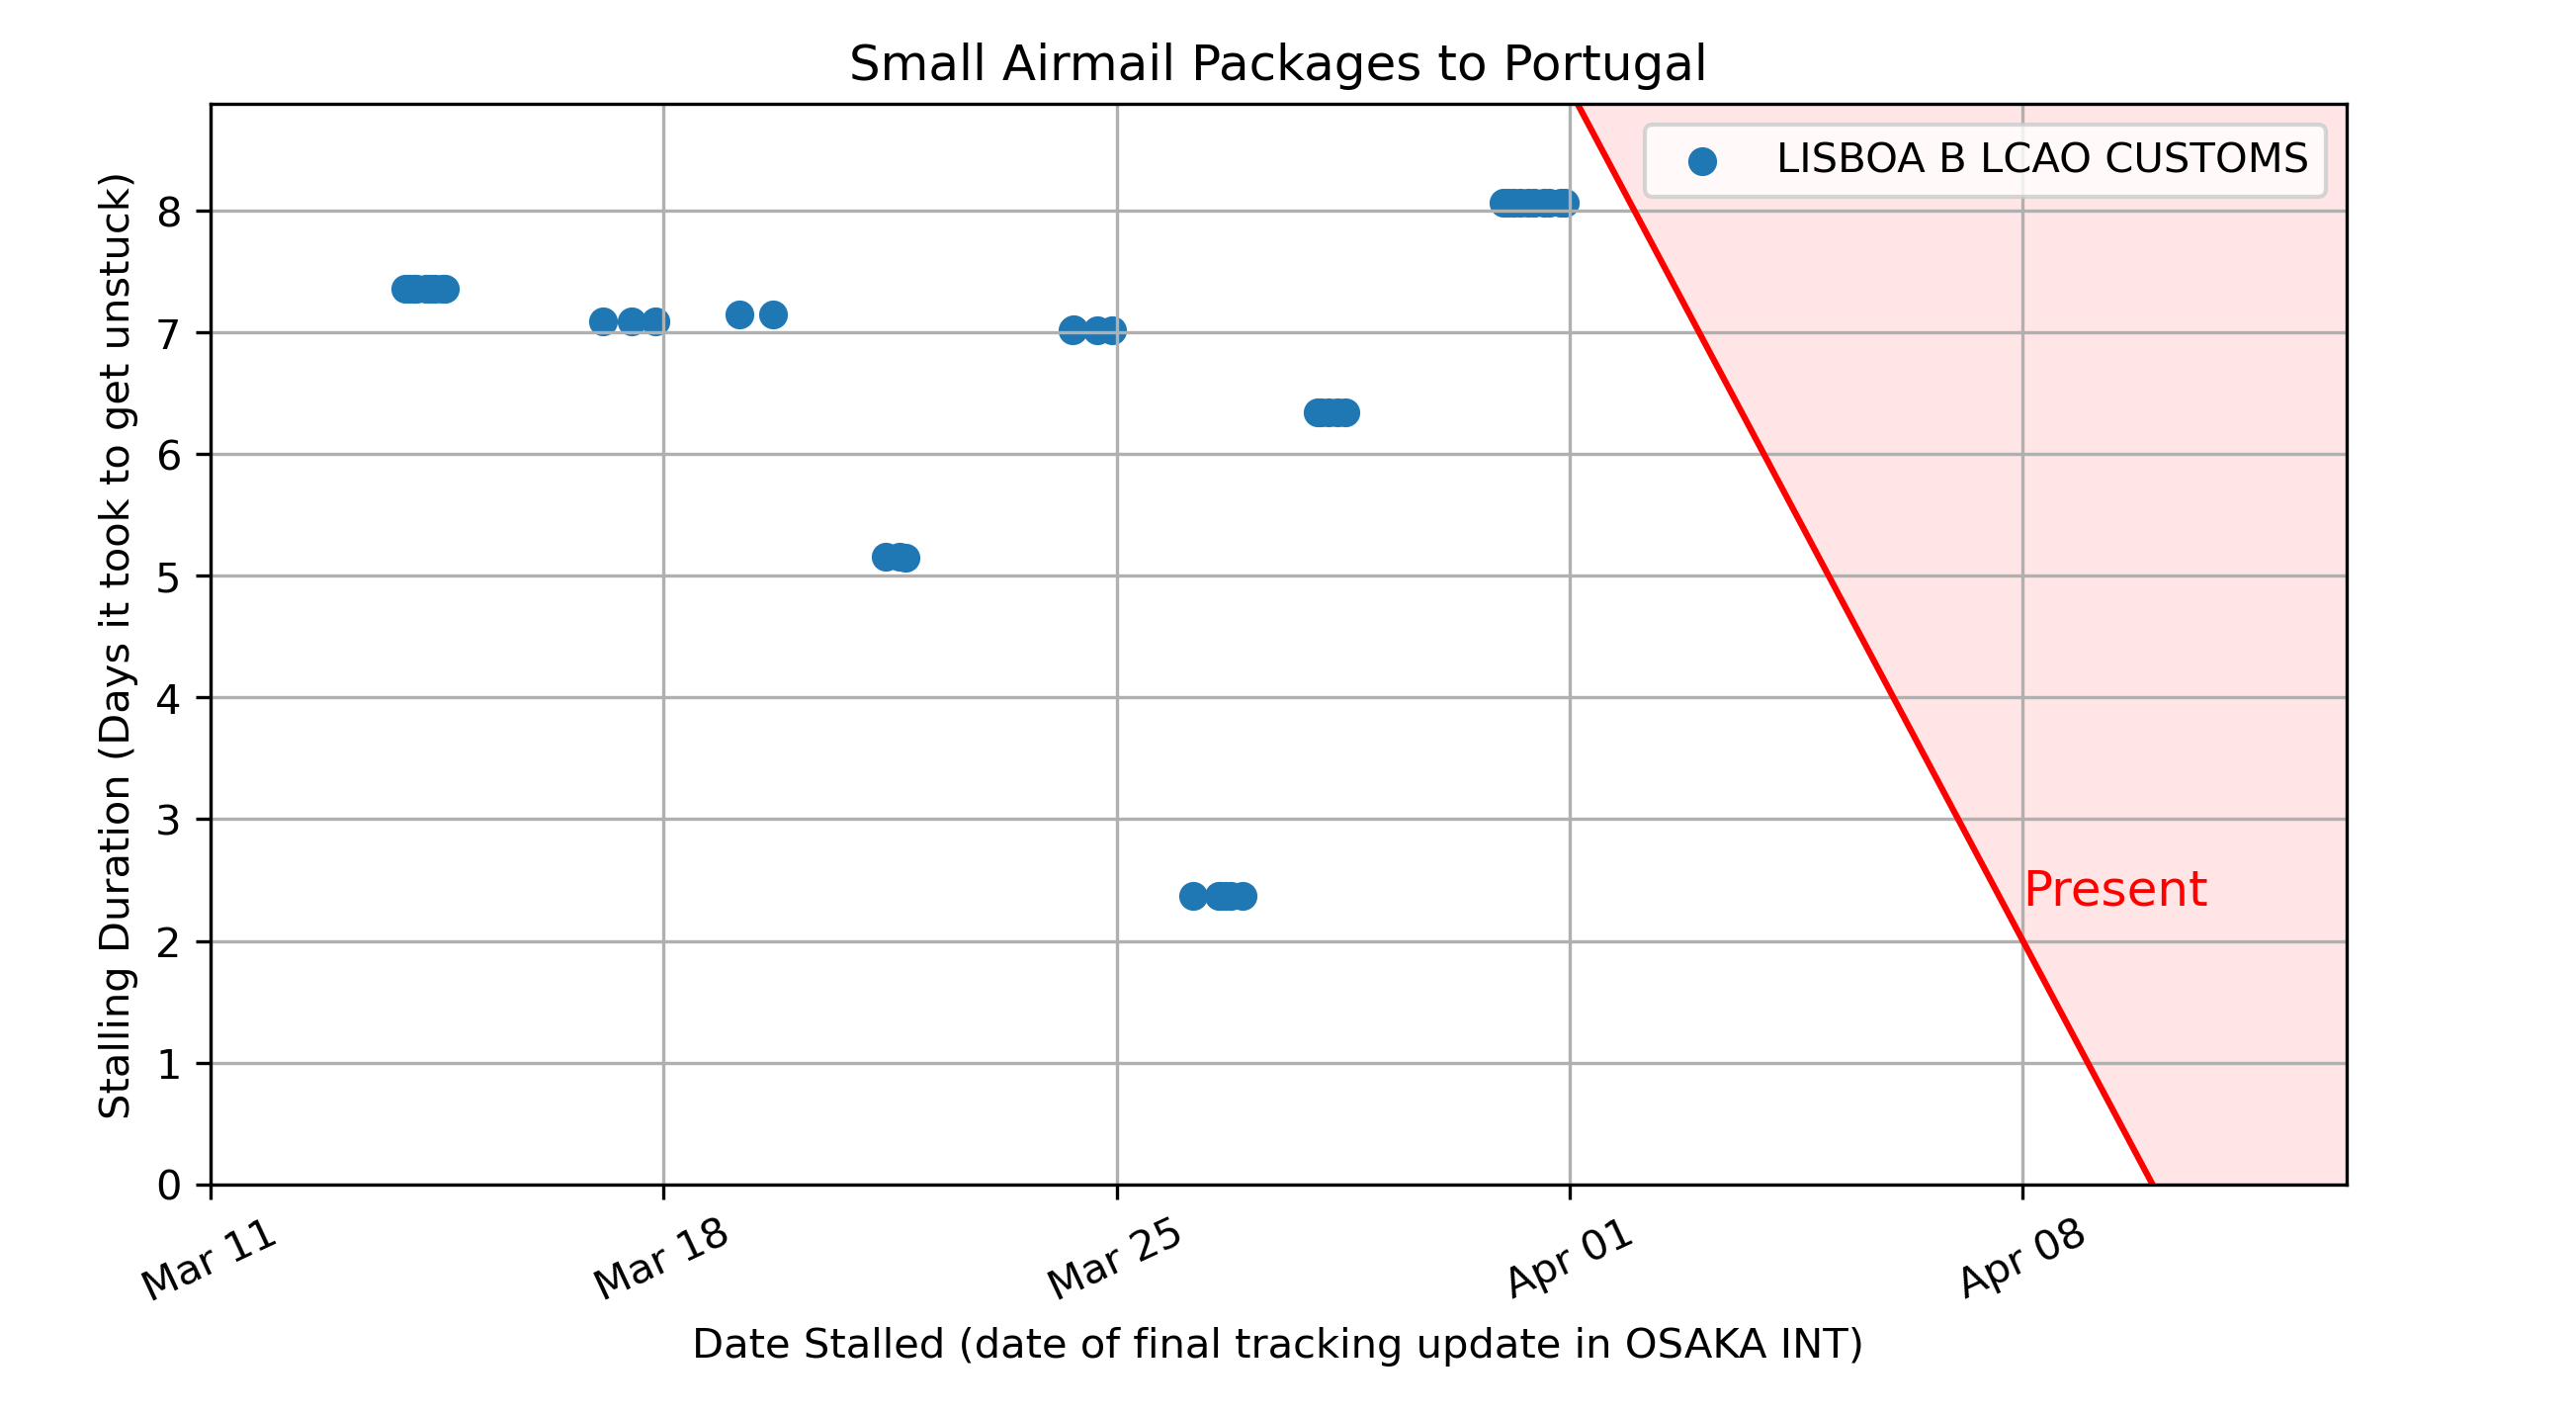 Small Airmail Packages to Portugal
LISBOA B LCAO CUSTOMS
Stalling Duration (Days it took to get unstuck)
8
7
6
5
4
3
2
1
0
Present
Mar 11
Mar 18
Mar 25
Apr 01
Apr 08
Date Stalled (date of final tracking update in OSAKA INT)